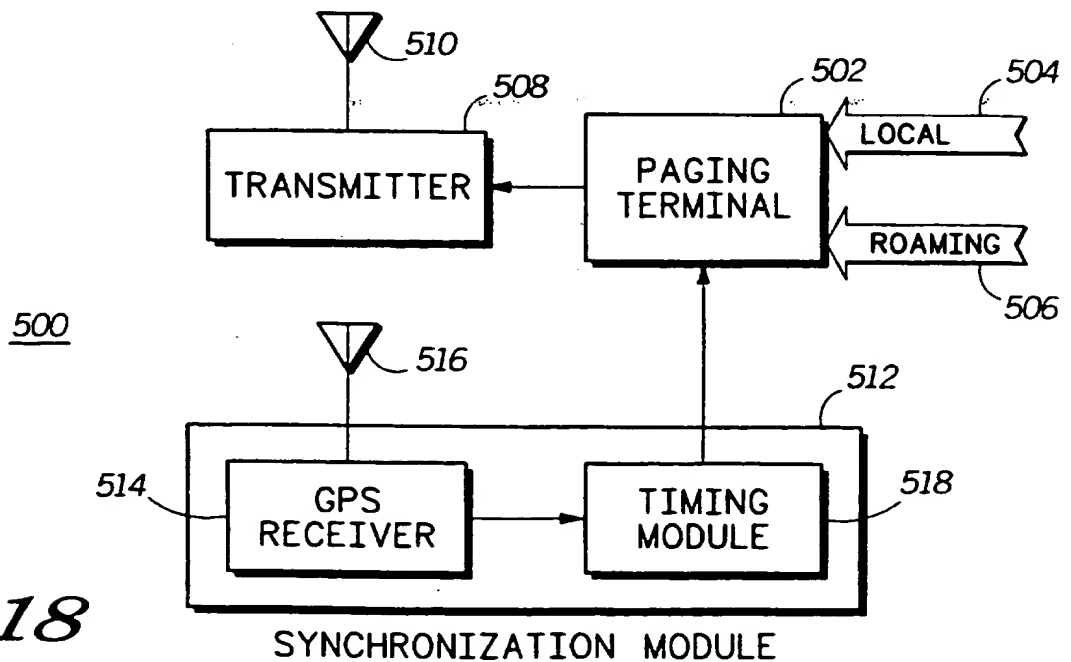 510
508
502
504
TRANSMITTER
PAGING
TERMINAL
LOCAL
ROAMING
506
500
516
512
514
GPS
RECEIVER
TIMING
MODULE
518
18
SYNCHRONIZATION MODULE